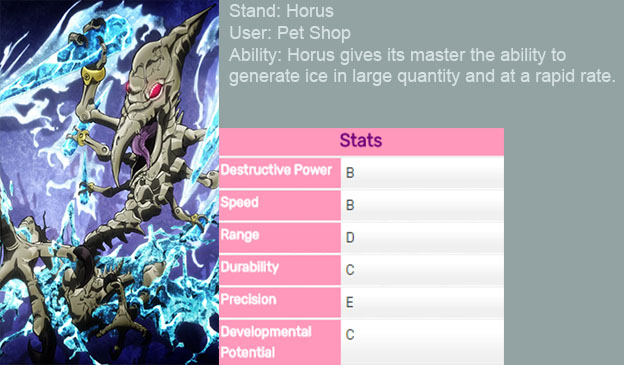 Stand: Horus
User: Pet Shop
Ability: Horus gives its master the ability to
generate ice in large quantity and at a rapid rate.
Stats
Destructive Power B
Speed B
Range D
Durability C
Precision E
Developmental C
Potential